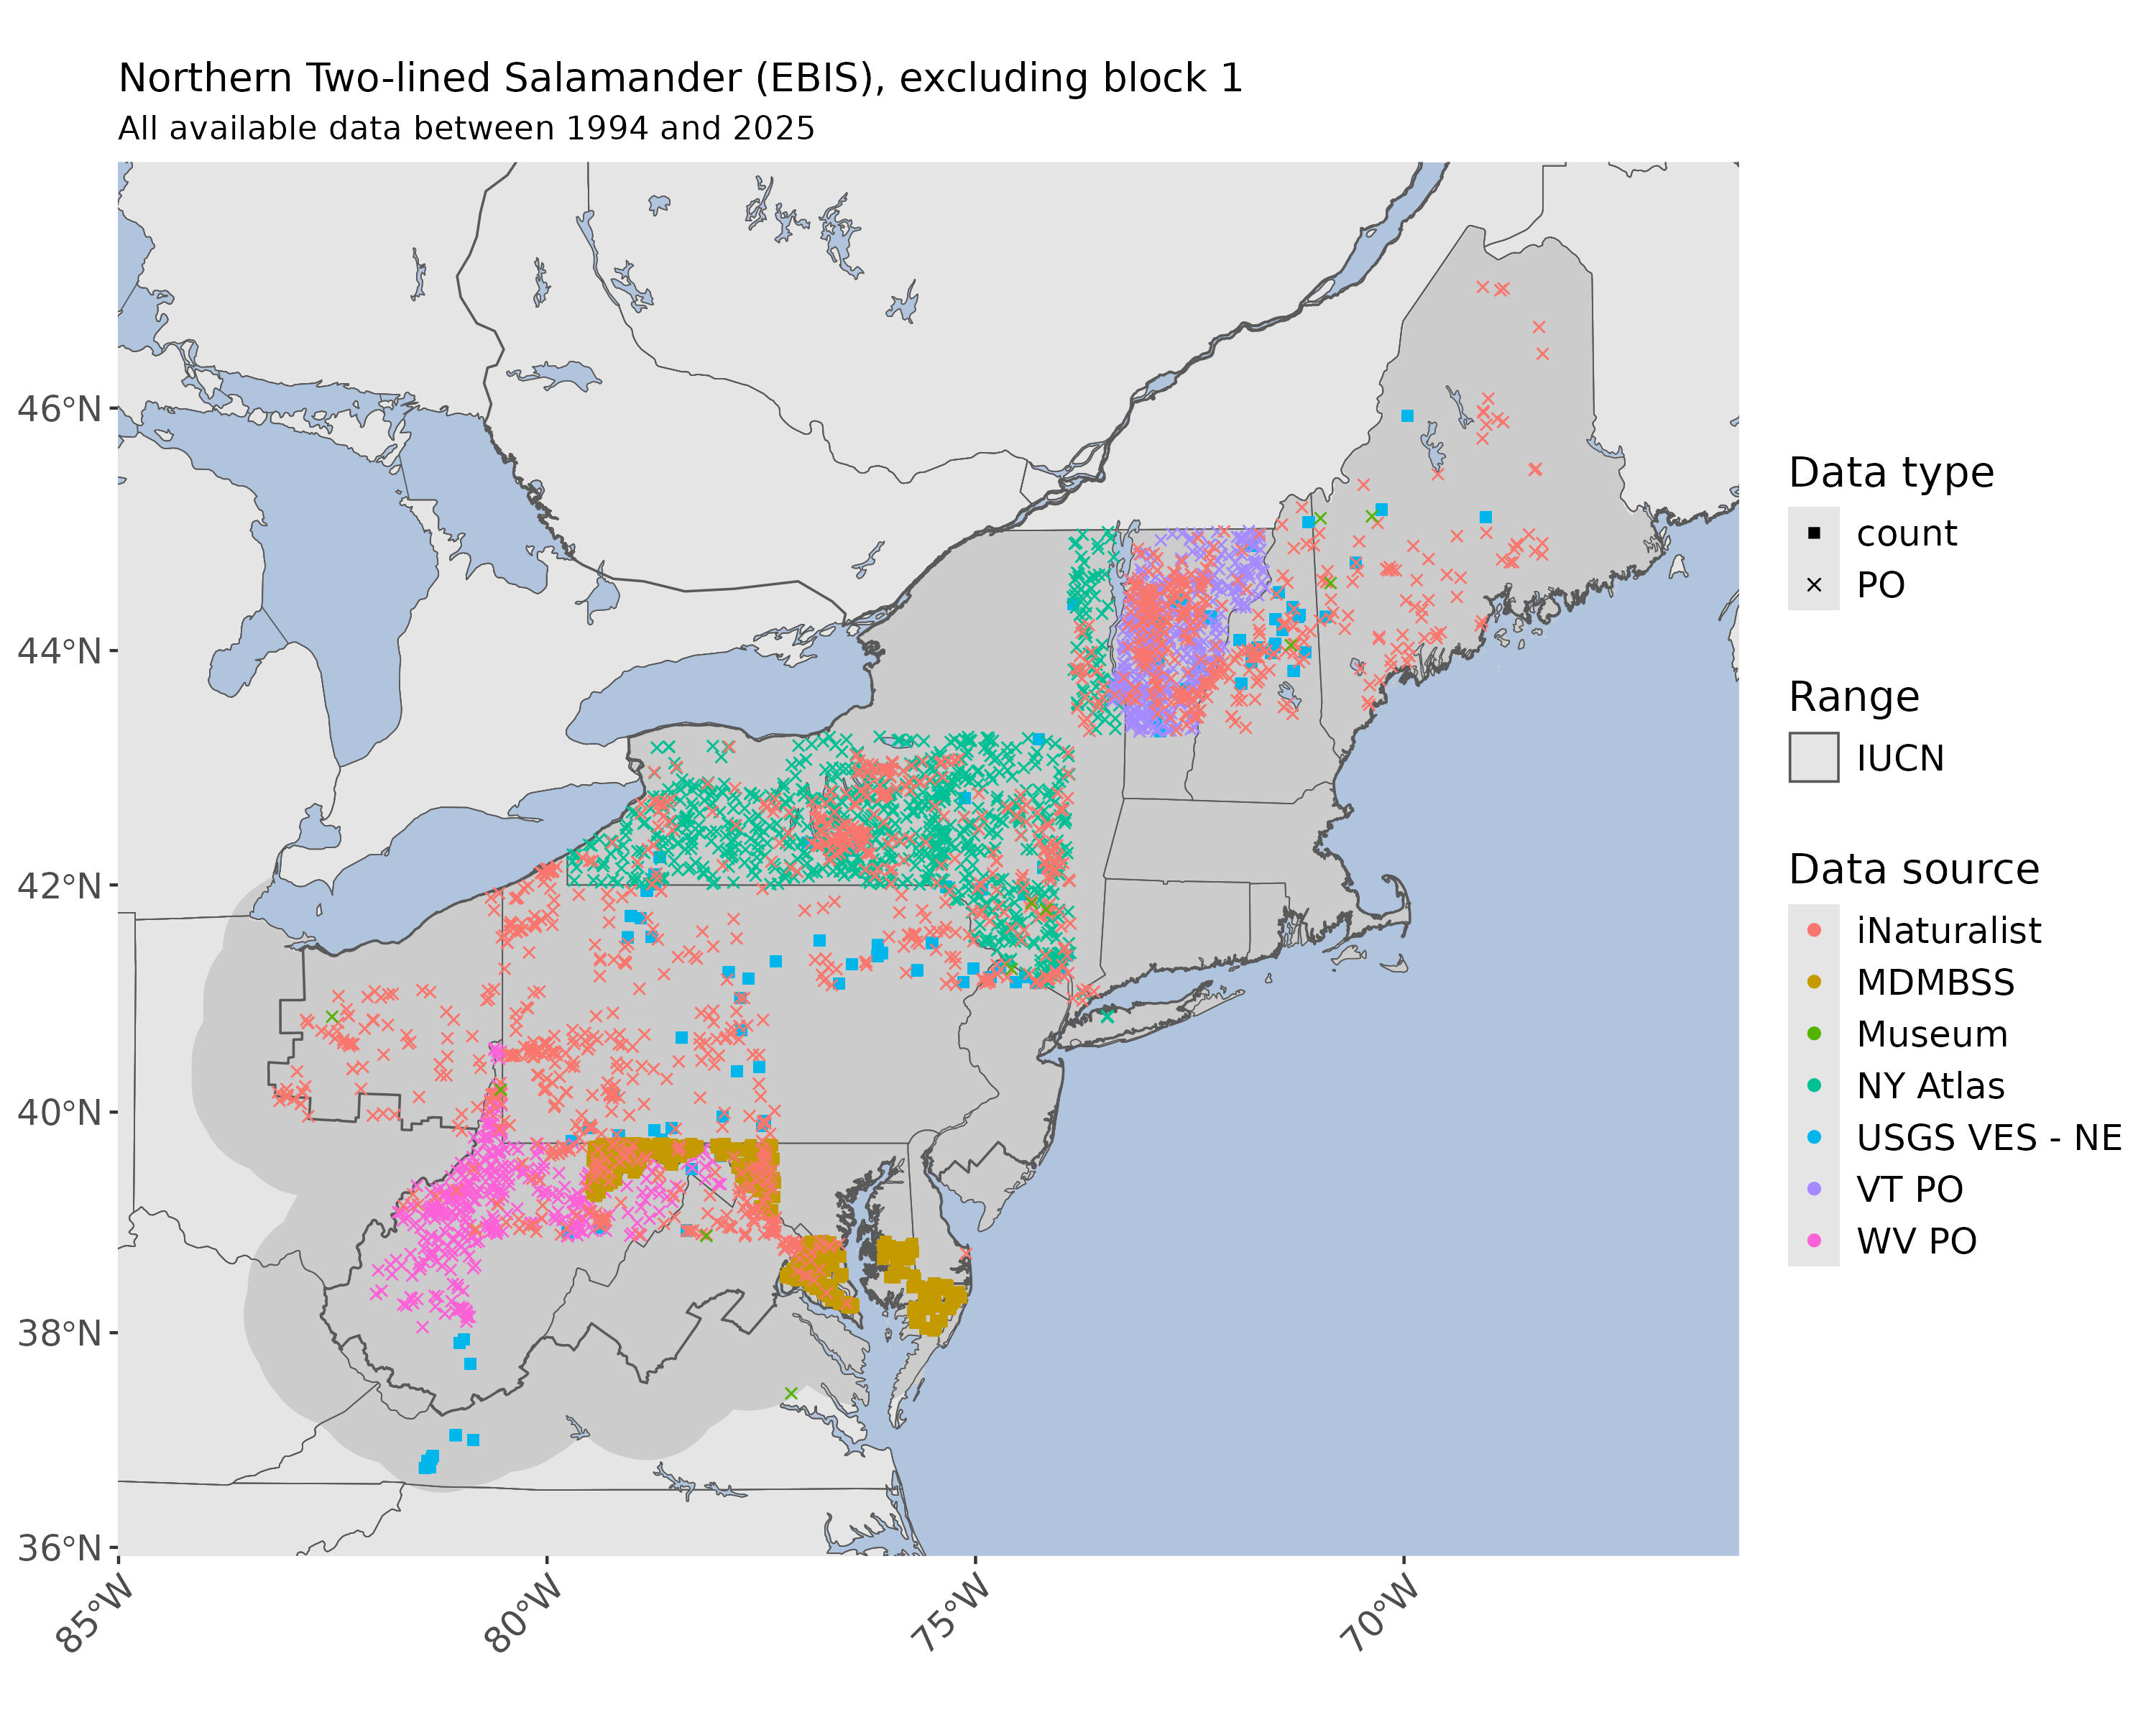 Northern Two-lined Salamander (EBIS), excluding block 1
All available data between 1994 and 2025
46°N
44°N
42°N
40°N
38°N
36°N
85°W
80°W
75°W
70°W
Data type
count
PO
Range
IUCN
Data source
iNaturalist
MDMBSS
Museum
NY Atlas
USGS VES - NE
VT PO
WV PO